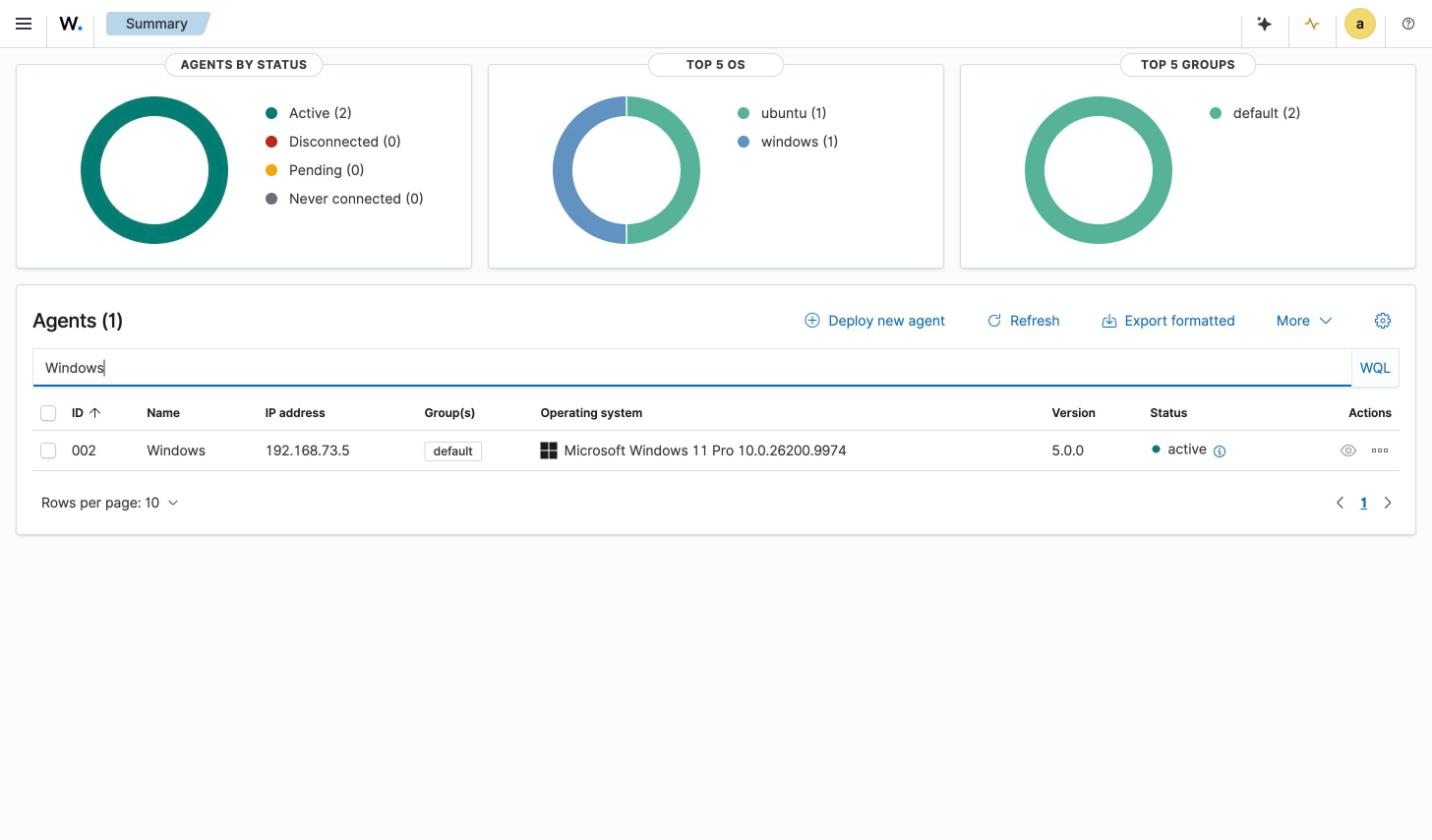 W. Summary a
AGENTS BY STATUS
Active (2)
Disconnected (0)
Pending (0)
Never connected (0)
TOP 5 OS
ubuntu (1)
windows (1)
TOP 5 GROUPS
default (2)
Agents (1) Deploy new agent Refresh Export formatted More
Windows WQL
ID Name IP address Group(s) Operating system Version Status Actions
002 Windows 192.168.73.5 default Microsoft Windows 11 Pro 10.0.26200.9974 5.0.0 active
Rows per page: 10 1